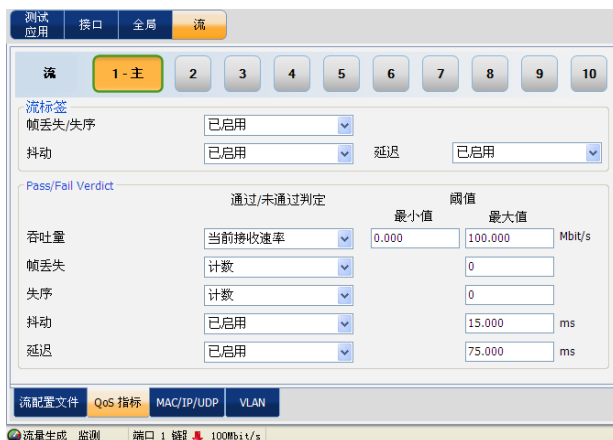 测试
应用 接口 全局 流
流 1 - 主 2 3 4 5 6 7 8 9 10
流标签
帧丢失/失序 已启用
抖动 已启用 延迟 已启用
Pass/Fail Verdict
通过/未通过判定 阈值
最小值 最大值
吞吐量 当前接收速率 0.000 100.000 Mbit/s
帧丢失 计数 0
失序 计数 0
抖动 已启用 15.000 ms
延迟 已启用 75.000 ms
流配置文件 QoS 指标 MAC/IP/UDP VLAN
流量生成 监测 端口 1 链路 100Mbit/s